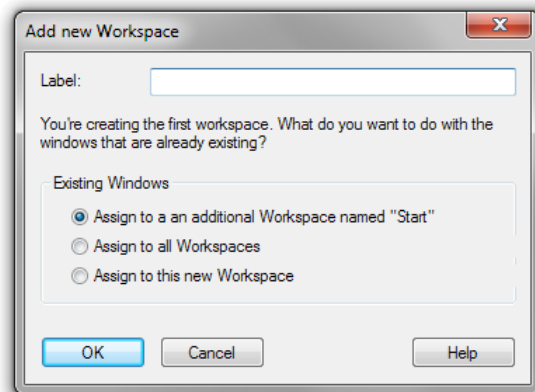 Add new Workspace
Label:
You're creating the first workspace. What do you want to do with the
windows that are already existing?
Existing Windows
Assign to a an additional Workspace named "Start"
Assign to all Workspaces
Assign to this new Workspace
OK
Cancel
Help